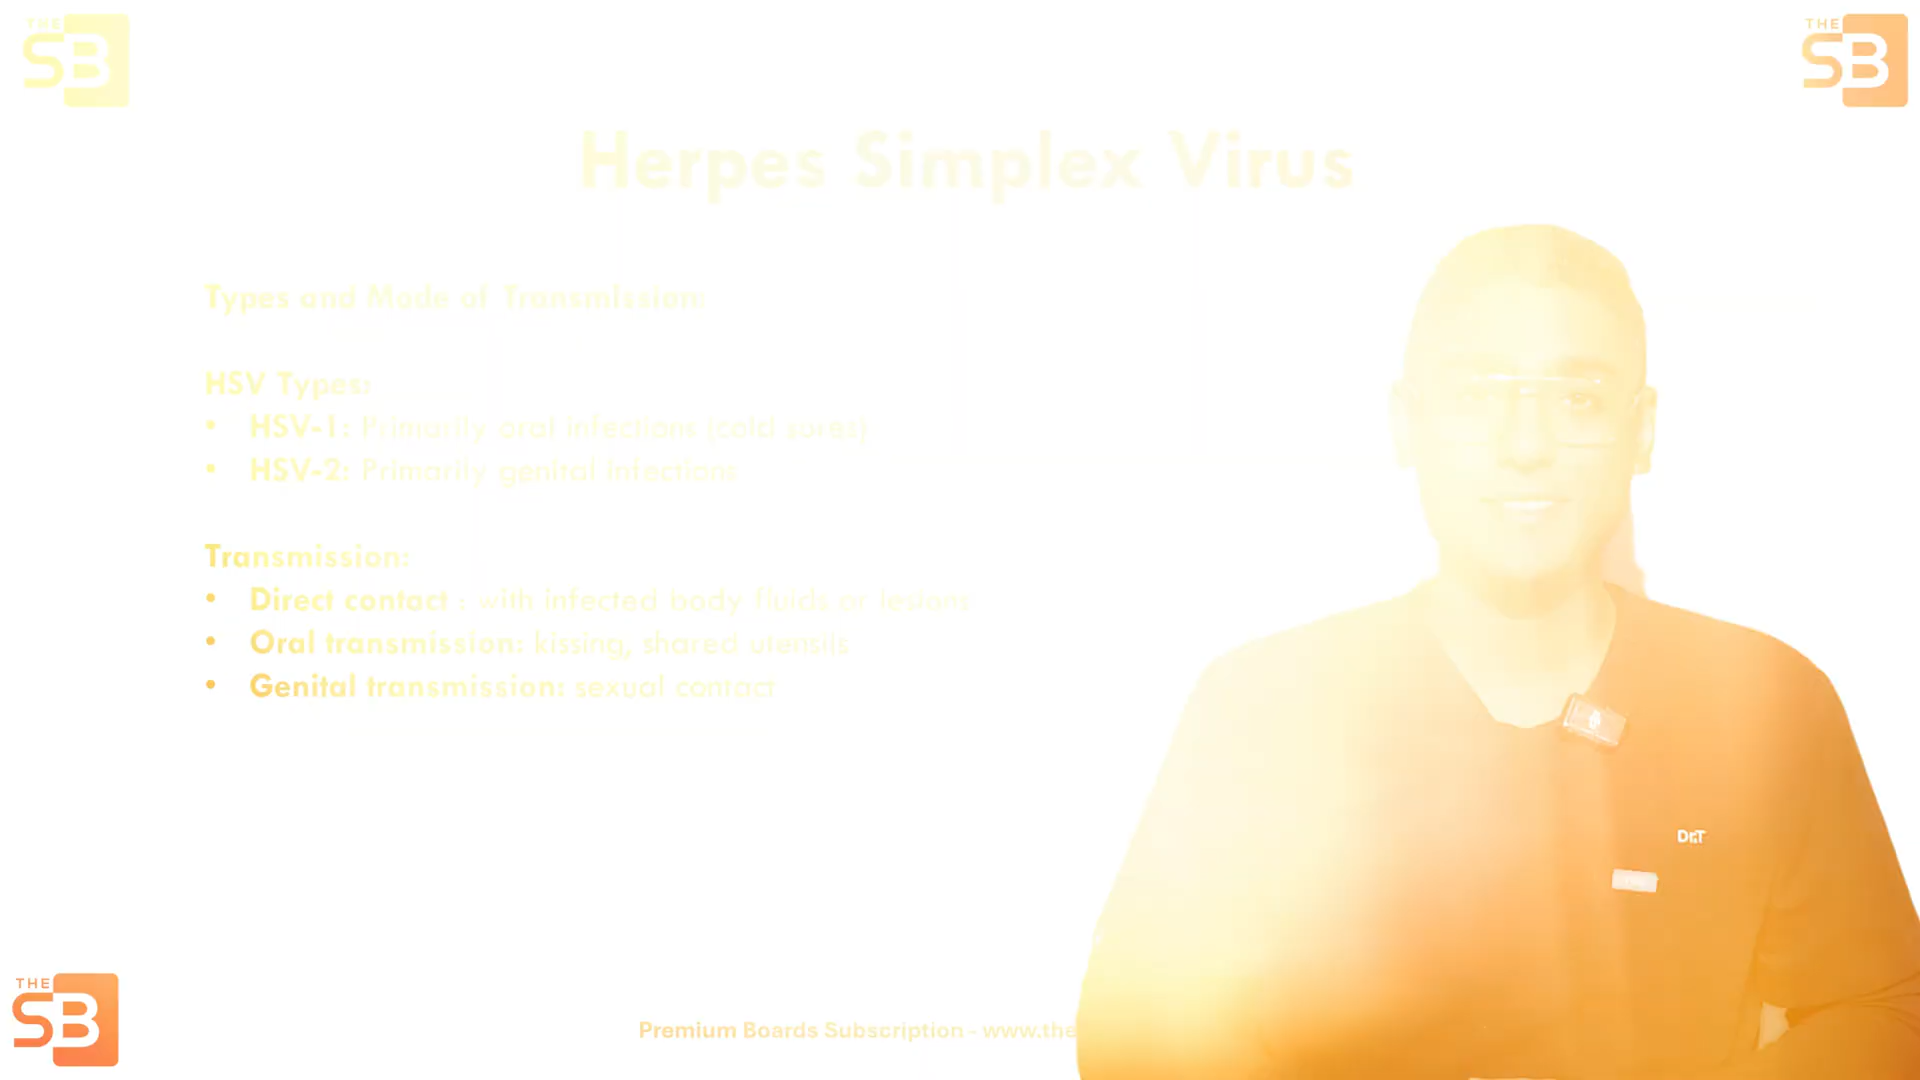 THE
SB
THE
SB
Herpes Simplex Virus
Types and Mode of Transmission:
HSV Types:
• HSV-1: Primarily oral infections (cold sores)
• HSV-2: Primarily genital infections
Transmission:
• Direct contact : with infected body fluids or lesions
• Oral transmission: kissing, shared utensils
• Genital transmission: sexual contact
Dr.T
THE
SB
Premium Boards Subscription - www.the